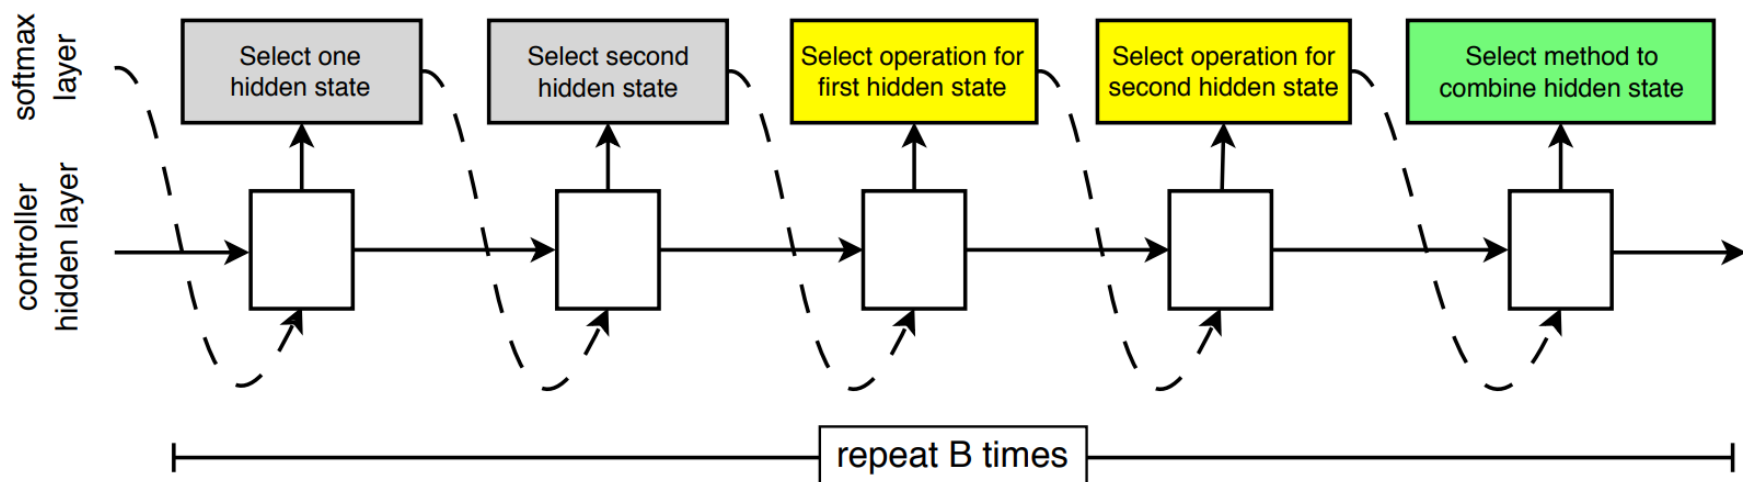 softmax
layer
Select one
hidden state
Select second
hidden state
Select operation for
first hidden state
Select operation for
second hidden state
Select method to
combine hidden state
controller
hidden layer
repeat B times